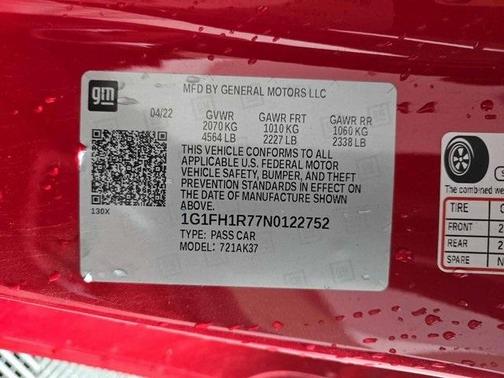 gm
MFD BY GENERAL MOTORS LLC
04/22
GVWR GAWR FRT GAWR RR
2070 KG 1010 KG 1060 KG
4564 LB 2227 LB 2338 LB
THIS VEHICLE CONFORMS TO ALL
APPLICABLE U.S. FEDERAL MOTOR
VEHICLE SAFETY, BUMPER, AND THEFT
PREVENTION STANDARDS IN EFFECT ON
THE DATE OF MANUFACTURE SHOWN
ABOVE.
130X
1G1FH1R77N0122752
TYPE: PASS CAR
MODEL: 721AK37
The combined
TIRE
FRONT 2
REAR 2
SPARE N